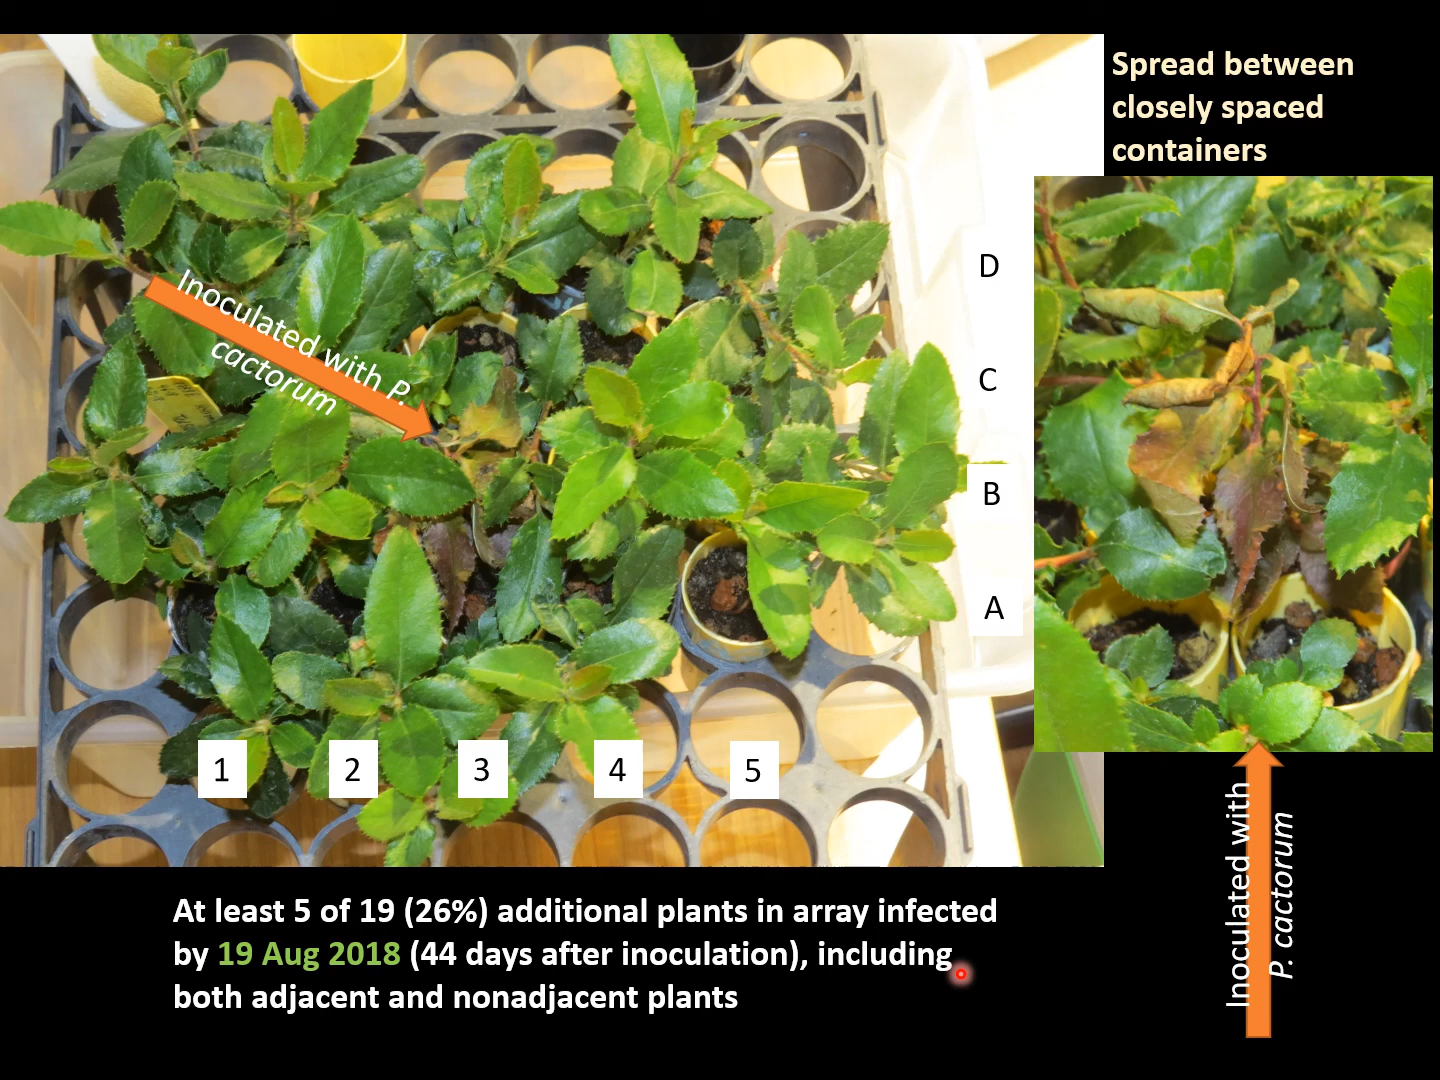 Spread between
closely spaced
containers
Inoculated with P.
cactorum
D
C
B
A
1 2 3 4 5
Inoculated with
P. cactorum
At least 5 of 19 (26%) additional plants in array infected
by 19 Aug 2018 (44 days after inoculation), including
both adjacent and nonadjacent plants